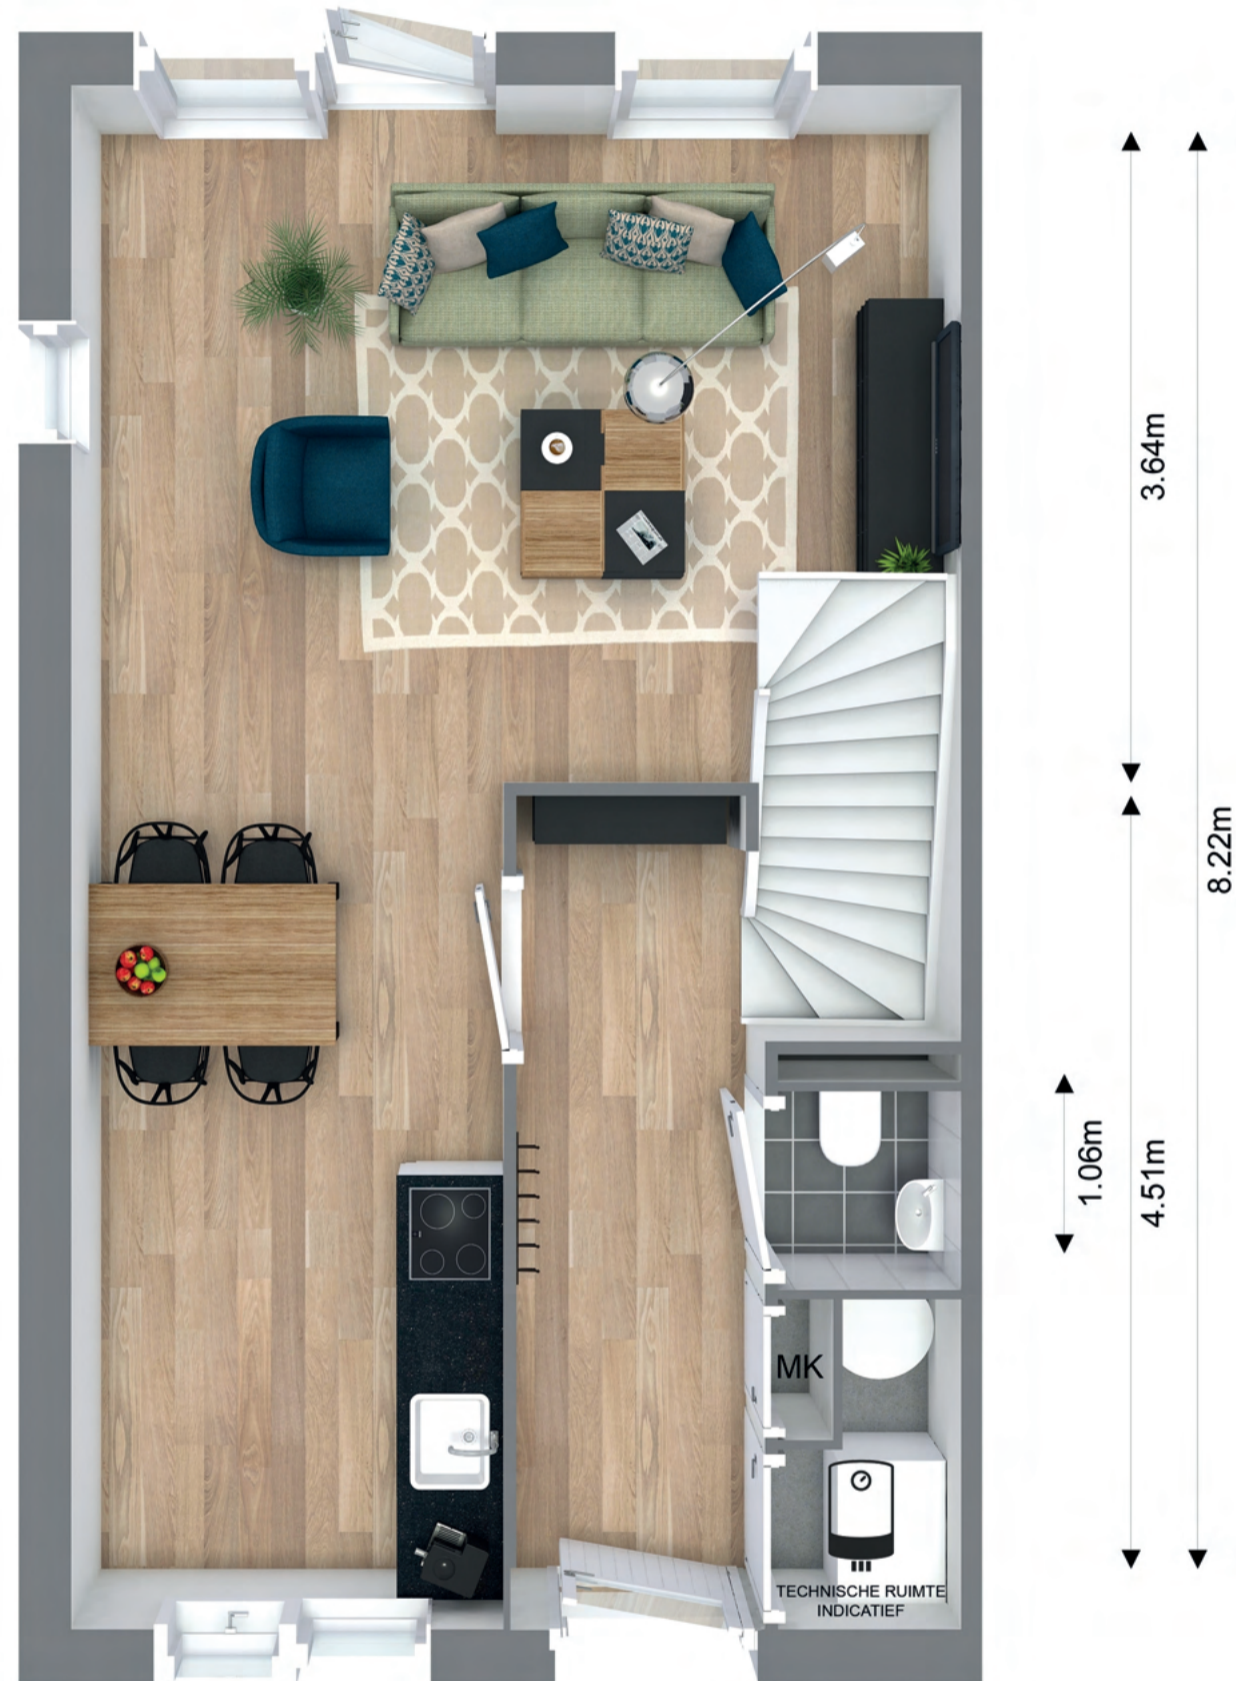 3.64m
8.22m
1.06m
4.51m
MK
TECHNISCHE RUIMTE
INDICATIEF